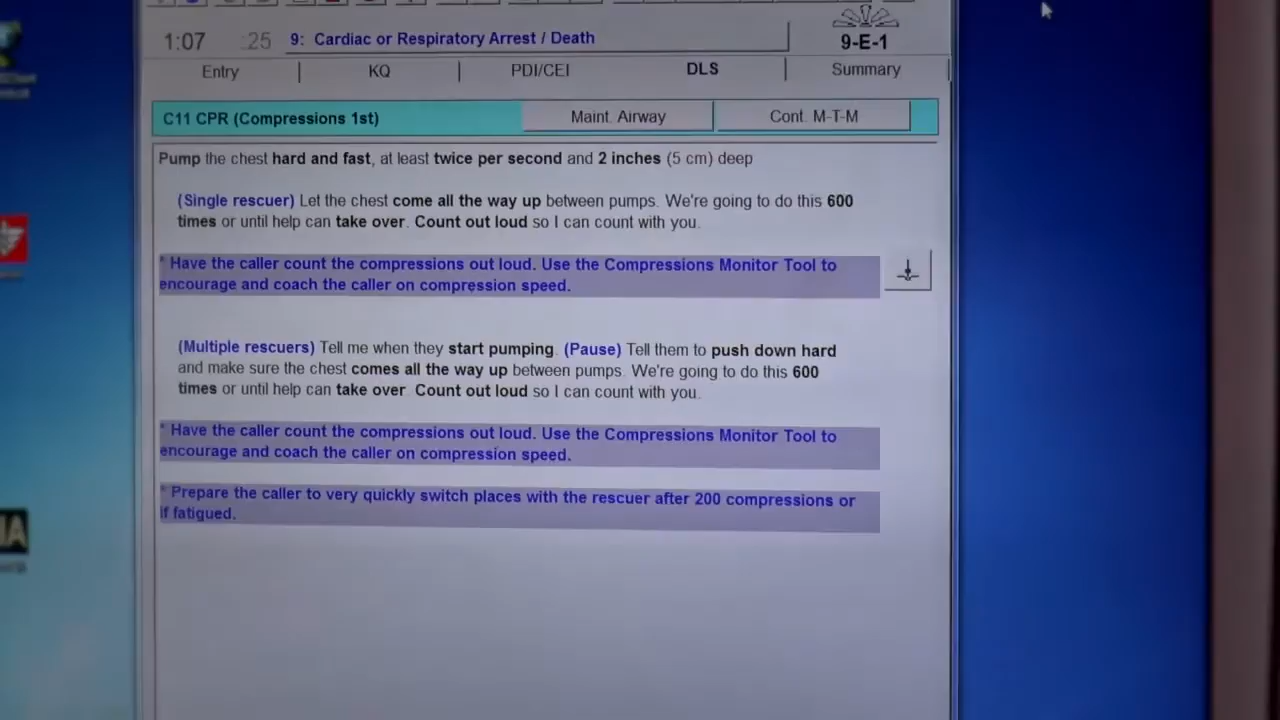 1:07 :25 9: Cardiac or Respiratory Arrest / Death 9-E-1
Entry KQ PDI/CEI DLS Summary
C11 CPR (Compressions 1st) Maint. Airway Cont. M-T-M
Pump the chest hard and fast, at least twice per second and 2 inches (5 cm) deep
(Single rescuer) Let the chest come all the way up between pumps. We're going to do this 600
times or until help can take over. Count out loud so I can count with you.
* Have the caller count the compressions out loud. Use the Compressions Monitor Tool to
encourage and coach the caller on compression speed.
(Multiple rescuers) Tell me when they start pumping. (Pause) Tell them to push down hard
and make sure the chest comes all the way up between pumps. We're going to do this 600
times or until help can take over. Count out loud so I can count with you.
* Have the caller count the compressions out loud. Use the Compressions Monitor Tool to
encourage and coach the caller on compression speed.
* Prepare the caller to very quickly switch places with the rescuer after 200 compressions or
if fatigued.